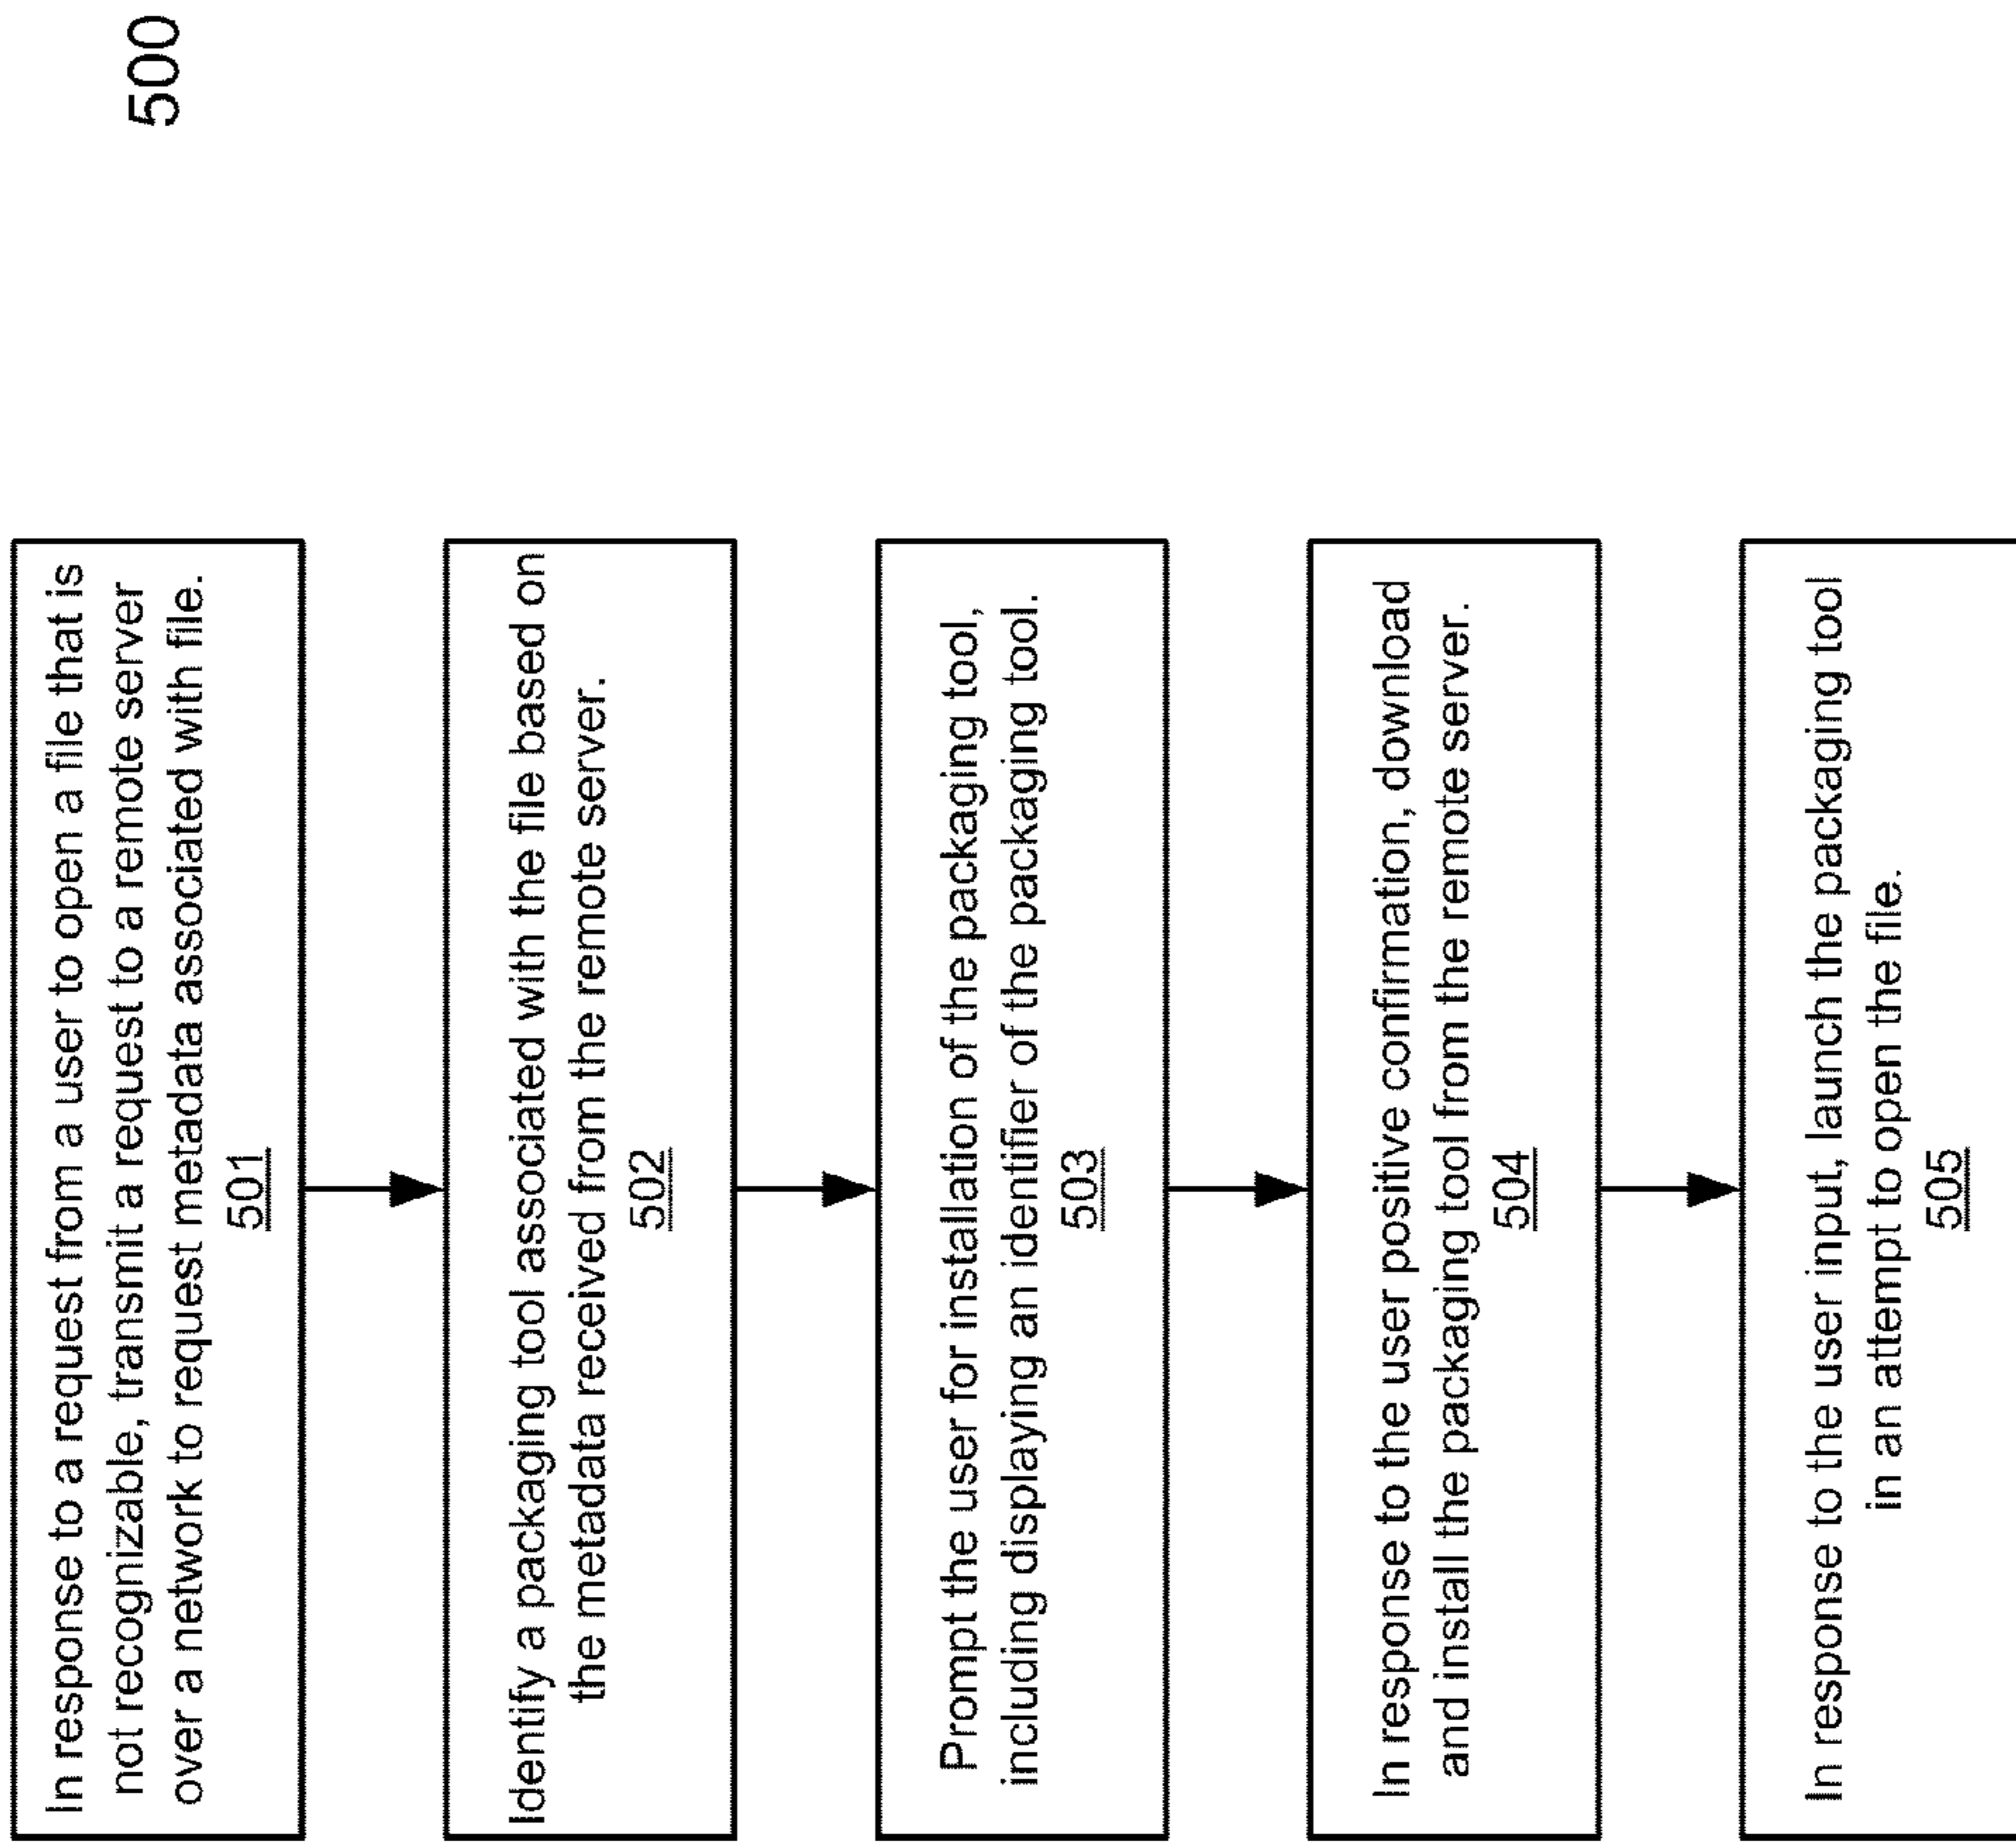 500
In response to a request from a user to open a file that is
not recognizable, transmit a request to a remote server
over a network to request metadata associated with file.
501
Identify a packaging tool associated with the file based on
the metadata received from the remote server.
502
Prompt the user for installation of the packaging tool,
including displaying an identifier of the packaging tool.
503
In response to the user positive confirmation, download
and install the packaging tool from the remote server.
504
In response to the user input, launch the packaging tool
in an attempt to open the file.
505